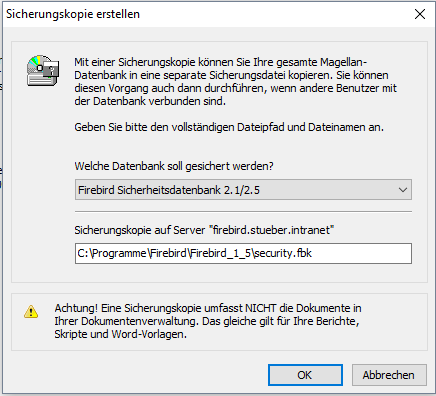 Sicherungskopie erstellen
Mit einer Sicherungskopie können Sie Ihre gesamte Magellan-
Datenbank in eine separate Sicherungsdatei kopieren. Sie können
diesen Vorgang auch dann durchführen, wenn andere Benutzer mit
der Datenbank verbunden sind.
Geben Sie bitte den vollständigen Dateipfad und Dateinamen an.
Welche Datenbank soll gesichert werden?
Firebird Sicherheitsdatenbank 2.1/2.5
Sicherungskopie auf Server "firebird.stueber.intranet"
C:\Programme\Firebird\Firebird_1_5\security.fbk
Achtung! Eine Sicherungskopie umfasst NICHT die Dokumente in
Ihrer Dokumentenverwaltung. Das gleiche gilt für Ihre Berichte,
Skripte und Word-Vorlagen.
OK
Abbrechen